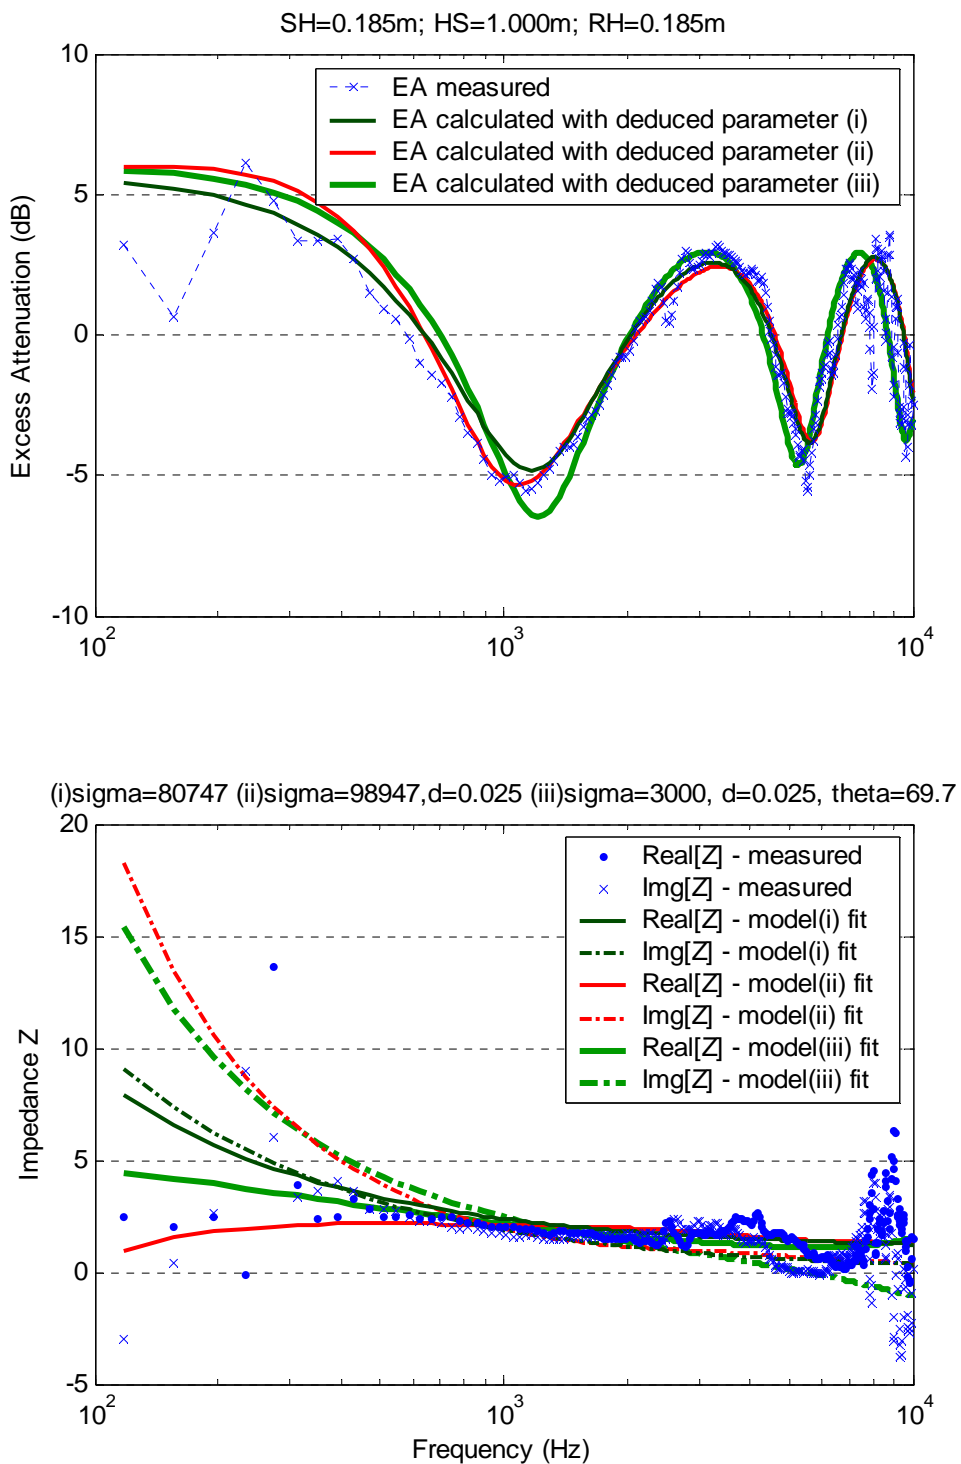 SH=0.185m; HS=1.000m; RH=0.185m
10
5
0
-5
-10
Excess Attenuation (dB)
EA measured
EA calculated with deduced parameter (i)
EA calculated with deduced parameter (ii)
EA calculated with deduced parameter (iii)
10^2
10^3
10^4
(i)sigma=80747 (ii)sigma=98947,d=0.025 (iii)sigma=3000, d=0.025, theta=69.7
20
15
10
5
0
-5
Impedance Z
Real[Z] - measured
Img[Z] - measured
Real[Z] - model(i) fit
Img[Z] - model(i) fit
Real[Z] - model(ii) fit
Img[Z] - model(ii) fit
Real[Z] - model(iii) fit
Img[Z] - model(iii) fit
10^2
10^3
10^4
Frequency (Hz)